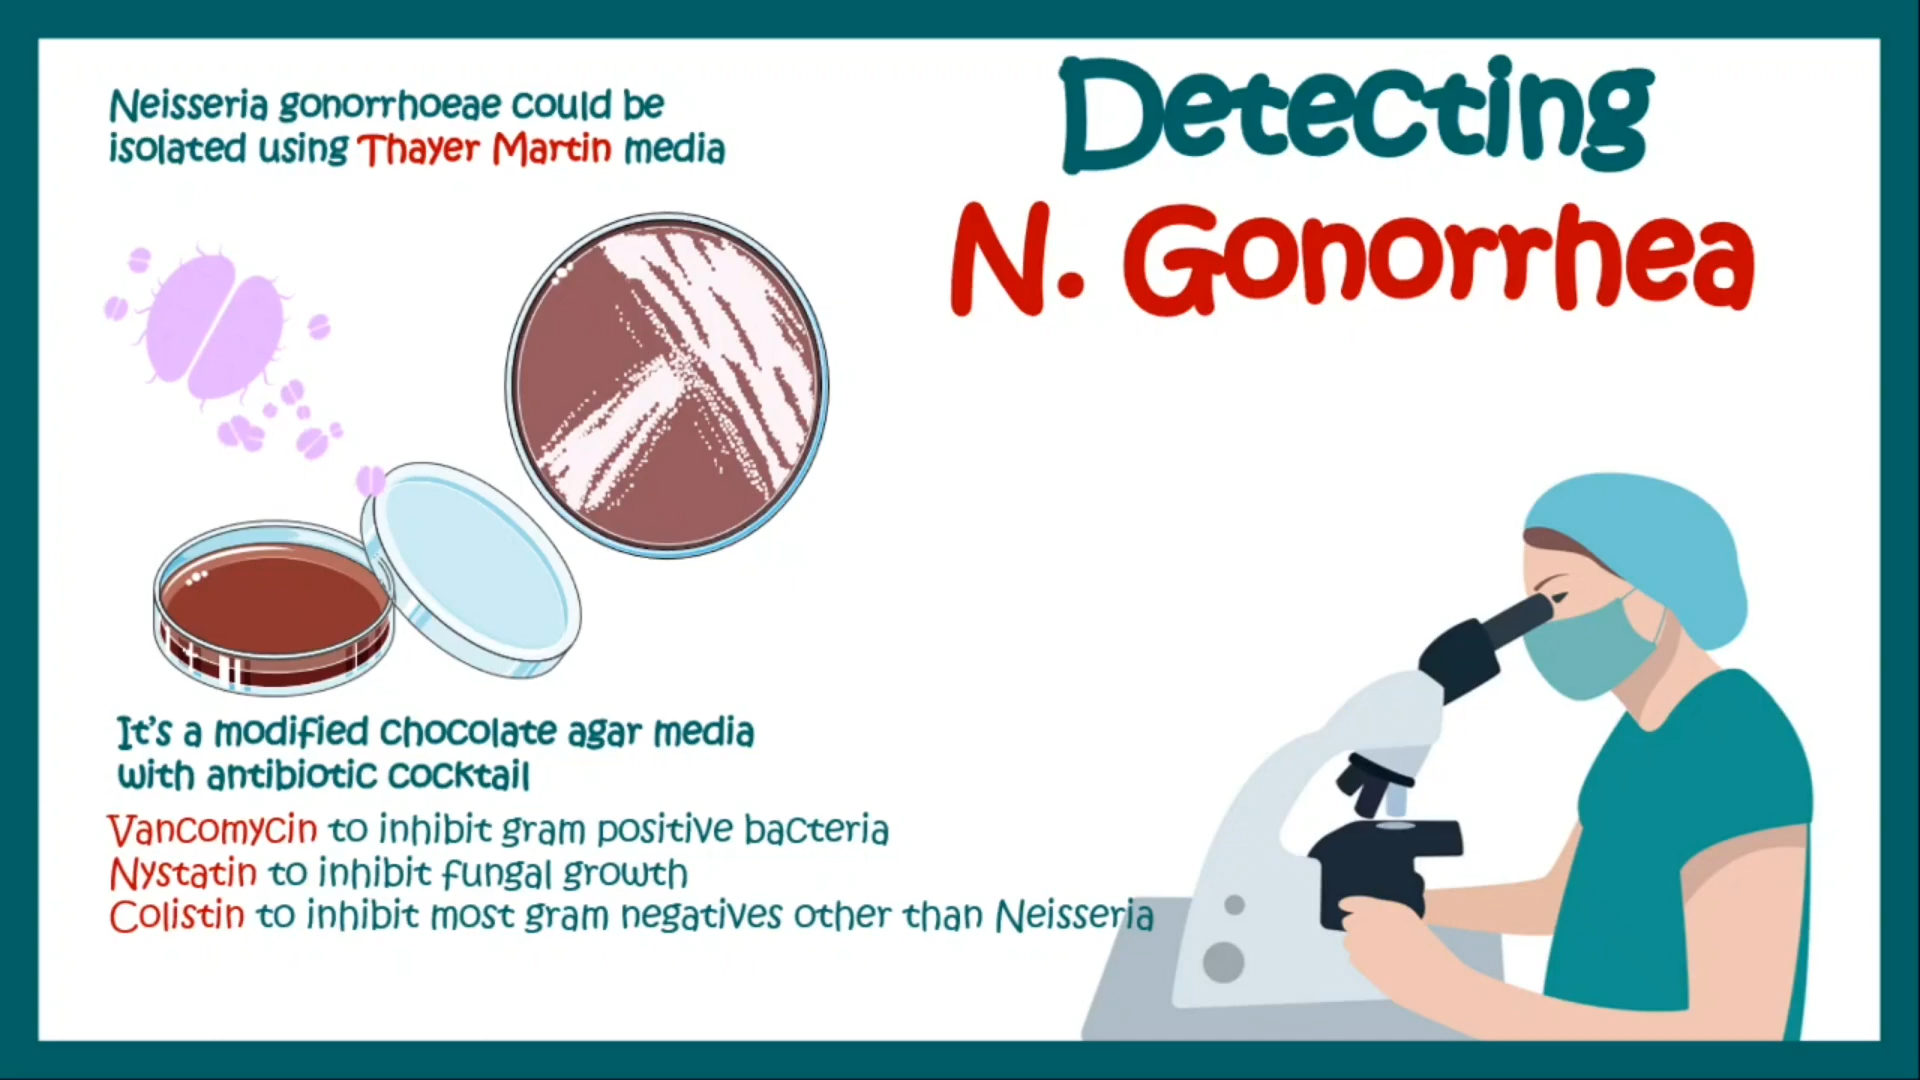 Neisseria gonorrhoeae could be
isolated using Thayer Martin media
Detecting
N. Gonorrhea
It's a modified chocolate agar media
with antibiotic cocktail
Vancomycin to inhibit gram positive bacteria
Nystatin to inhibit fungal growth
Colistin to inhibit most gram negatives other than Neisseria